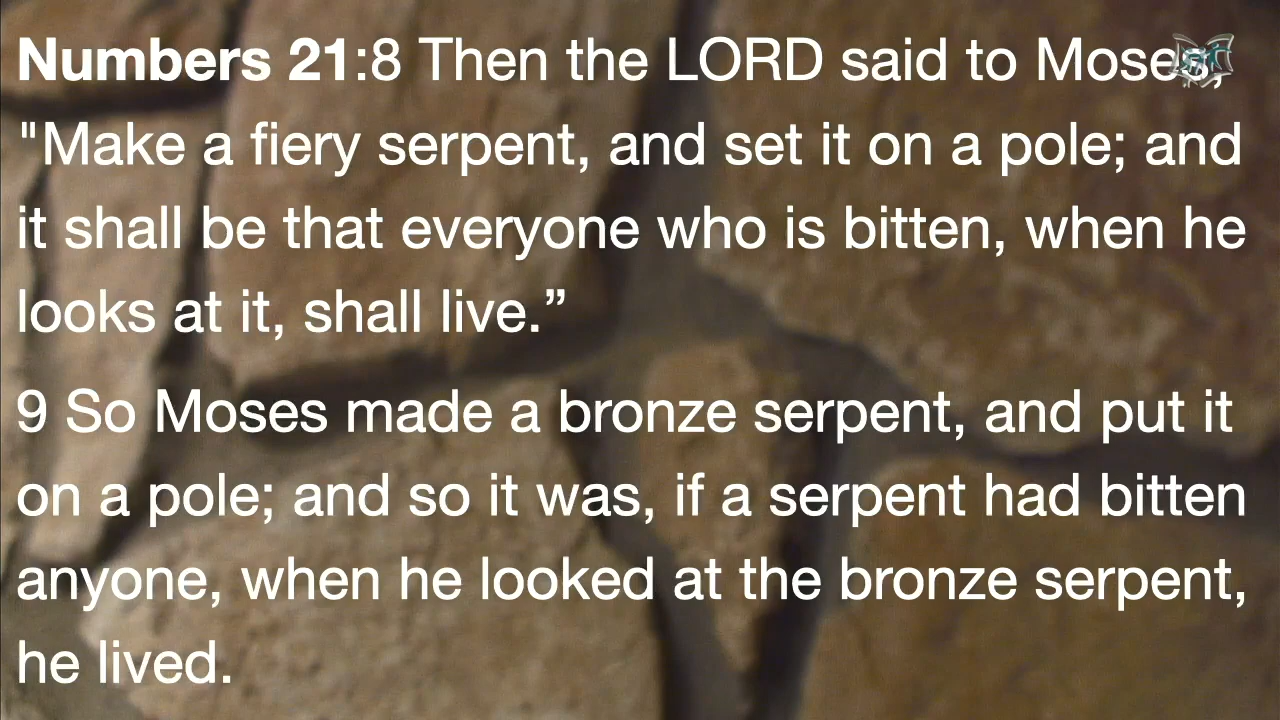 Numbers 21:8 Then the LORD said to Moses,
"Make a fiery serpent, and set it on a pole; and
it shall be that everyone who is bitten, when he
looks at it, shall live.”
9 So Moses made a bronze serpent, and put it
on a pole; and so it was, if a serpent had bitten
anyone, when he looked at the bronze serpent,
he lived.